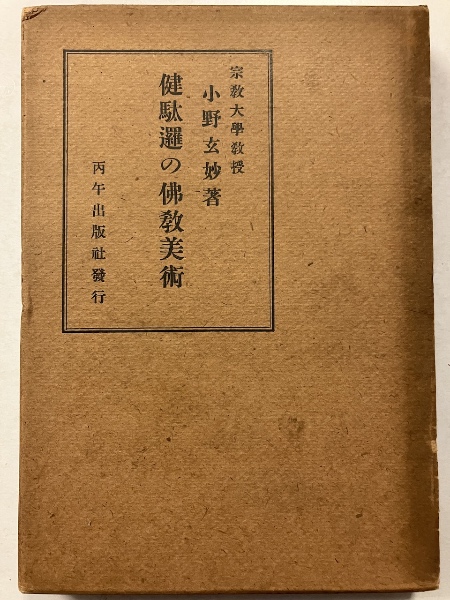 宗教大學教授
小野玄妙著
健駄邏の佛教美術
丙午出版社發行